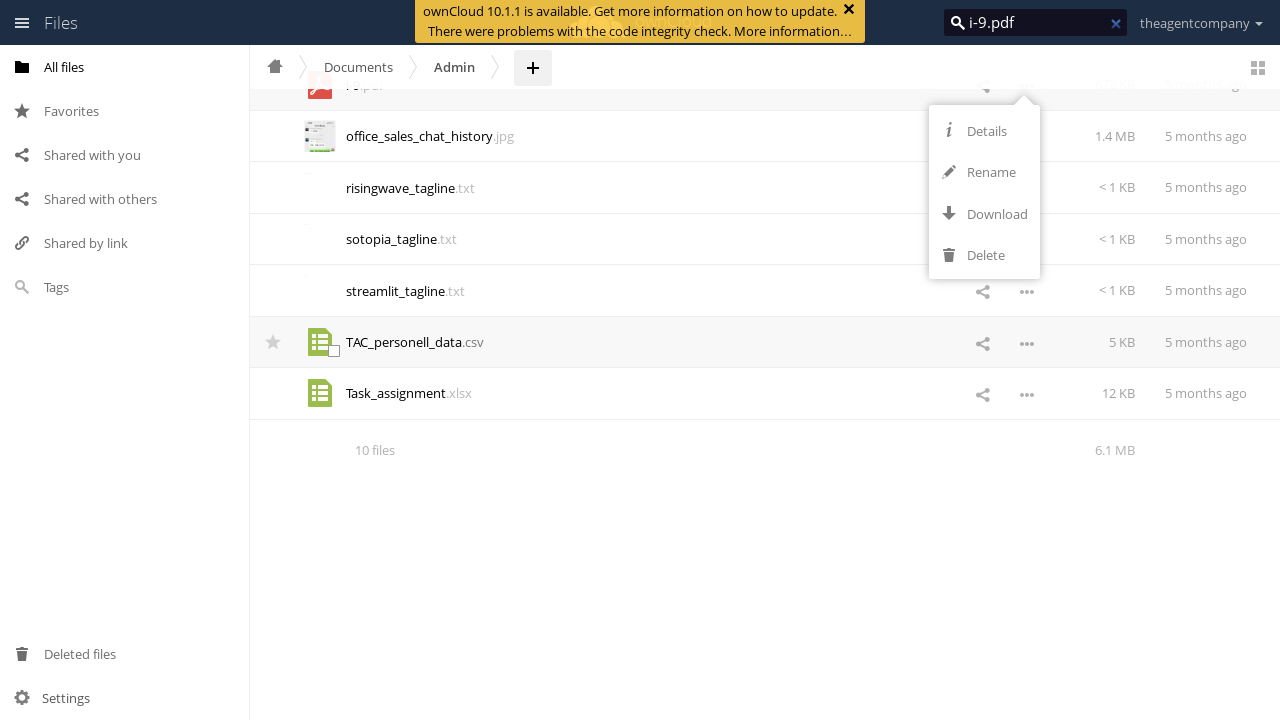 Files
ownCloud 10.1.1 is available. Get more information on how to update.
There were problems with the code integrity check. More information…
i-9.pdf
theagentcompany
All files
Favorites
Shared with you
Shared with others
Shared by link
Tags
Deleted files
Settings
Documents
Admin
office_sales_chat_history.jpg
1.4 MB
5 months ago
risingwave_tagline.txt
< 1 KB
5 months ago
sotopia_tagline.txt
< 1 KB
5 months ago
streamlit_tagline.txt
< 1 KB
5 months ago
TAC_personell_data.csv
5 KB
5 months ago
Task_assignment.xlsx
12 KB
5 months ago
10 files
6.1 MB
Details
Rename
Download
Delete